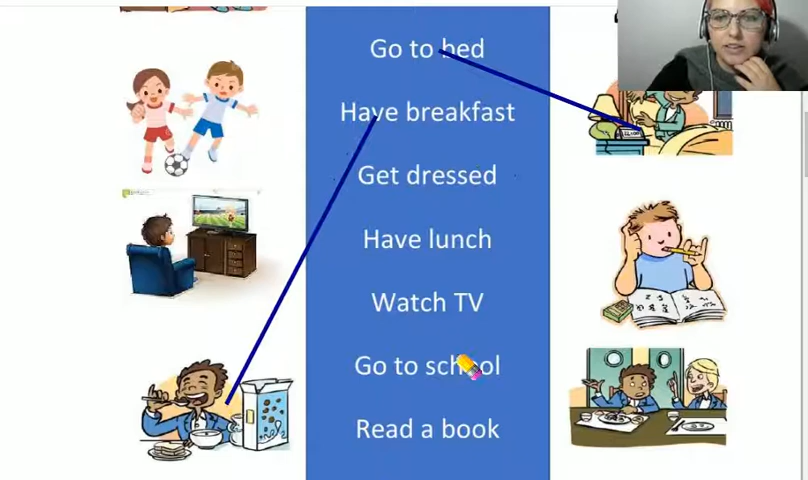 Go to bed
Have breakfast
Get dressed
Have lunch
Watch TV
Go to school
Read a book